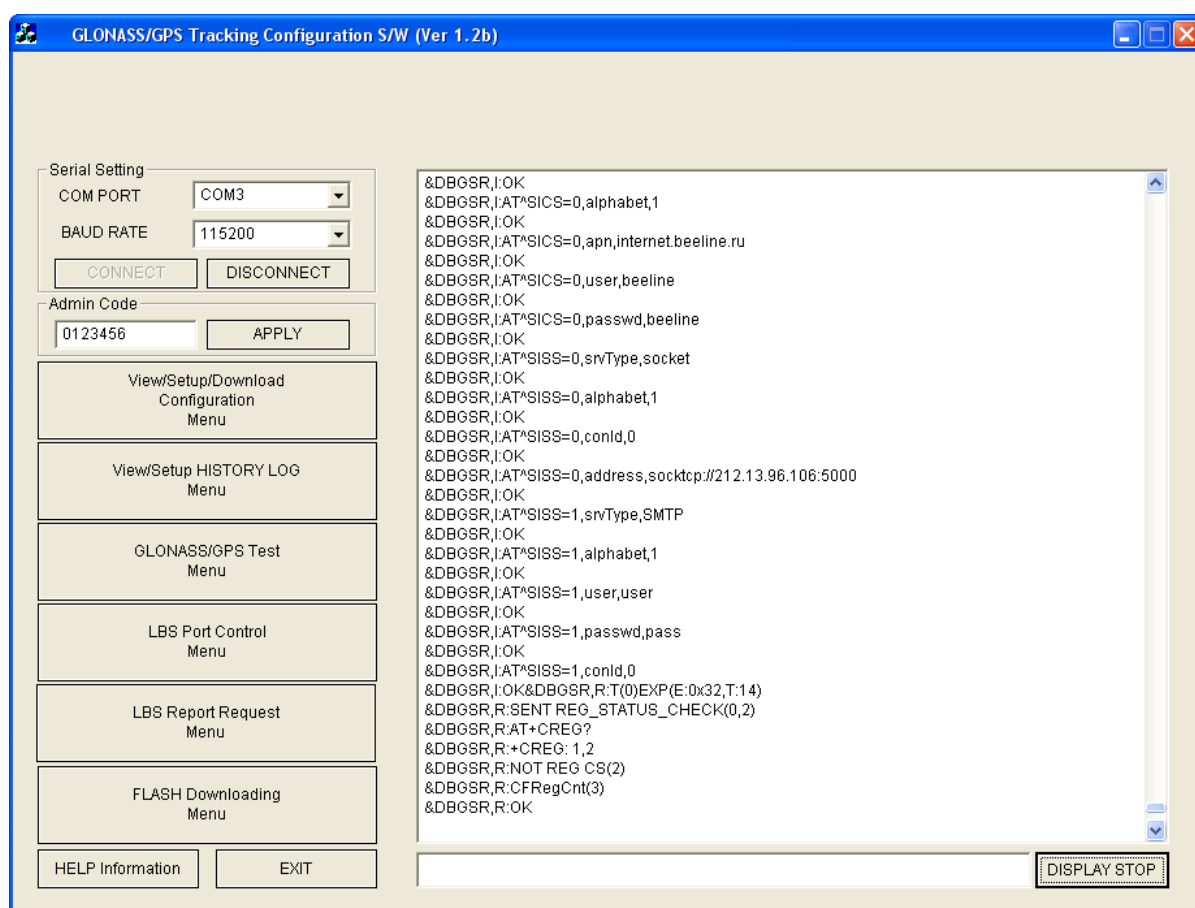 GLONASS/GPS Tracking Configuration S/W (Ver 1.2b)
Serial Setting
COM PORT
COM3
BAUD RATE
115200
CONNECT
DISCONNECT
Admin Code
0123456
APPLY
View/Setup/Download
Configuration
Menu
View/Setup HISTORY LOG
Menu
GLONASS/GPS Test
Menu
LBS Port Control
Menu
LBS Report Request
Menu
FLASH Downloading
Menu
HELP Information
EXIT
&DBGSR,I:OK
&DBGSR,I:AT^SICS=0,alphabet,1
&DBGSR,I:OK
&DBGSR,I:AT^SICS=0,apn,internet.beeline.ru
&DBGSR,I:OK
&DBGSR,I:AT^SICS=0,user,beeline
&DBGSR,I:OK
&DBGSR,I:AT^SICS=0,passwd,beeline
&DBGSR,I:OK
&DBGSR,I:AT^SISS=0,srvType,socket
&DBGSR,I:OK
&DBGSR,I:AT^SISS=0,alphabet,1
&DBGSR,I:OK
&DBGSR,I:AT^SISS=0,conId,0
&DBGSR,I:OK
&DBGSR,I:AT^SISS=0,address,socktcp://212.13.96.106:5000
&DBGSR,I:OK
&DBGSR,I:AT^SISS=1,srvType,SMTP
&DBGSR,I:OK
&DBGSR,I:AT^SISS=1,alphabet,1
&DBGSR,I:OK
&DBGSR,I:AT^SISS=1,user,user
&DBGSR,I:OK
&DBGSR,I:AT^SISS=1,passwd,pass
&DBGSR,I:OK
&DBGSR,I:AT^SISS=1,conId,0
&DBGSR,I:OK&DBGSR,R:T(0)EXP(E:0x32,T:14)
&DBGSR,R:SENT REG_STATUS_CHECK(0,2)
&DBGSR,R:AT+CREG?
&DBGSR,R:+CREG: 1,2
&DBGSR,R:NOT REG CS(2)
&DBGSR,R:CFRegCnt(3)
&DBGSR,R:OK
DISPLAY STOP